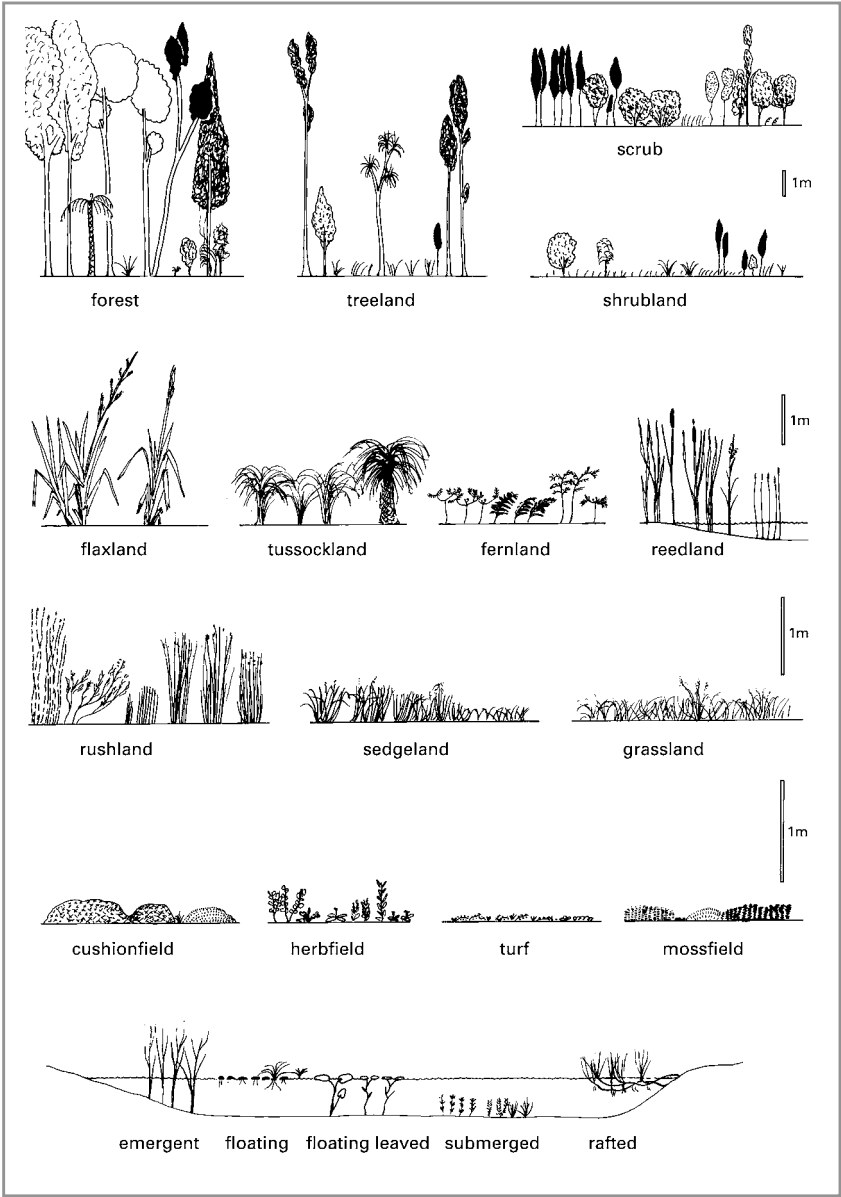 scrub
1m
forest
treeland
shrubland
1m
flaxland
tussockland
fernland
reedland
1m
rushland
sedgeland
grassland
1m
cushionfield
herbfield
turf
mossfield
emergent
floating
floating leaved
submerged
rafted